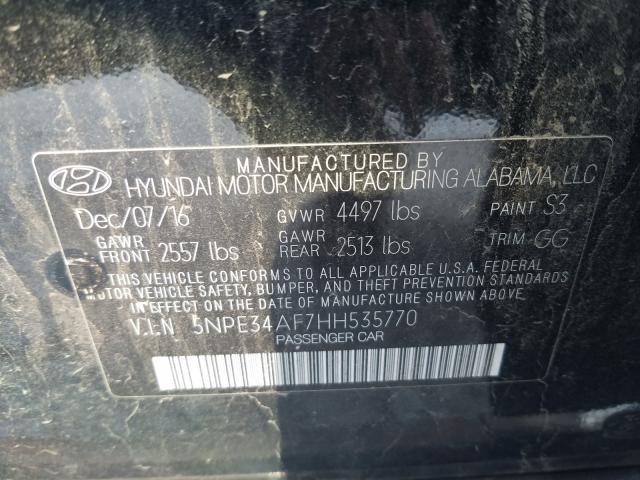 MANUFACTURED BY
HYUNDAI MOTOR MANUFACTURING ALABAMA, LLC
Dec/07/16 GVWR 4497 lbs PAINT S3
GAWR FRONT 2557 lbs GAWR REAR 2513 lbs TRIM GG
THIS VEHICLE CONFORMS TO ALL APPLICABLE U.S.A. FEDERAL
MOTOR VEHICLE SAFETY, BUMPER, AND THEFT PREVENTION STANDARDS
IN EFFECT ON THE DATE OF MANUFACTURE SHOWN ABOVE.
V.I.N 5NPE34AF7HH535770
PASSENGER CAR